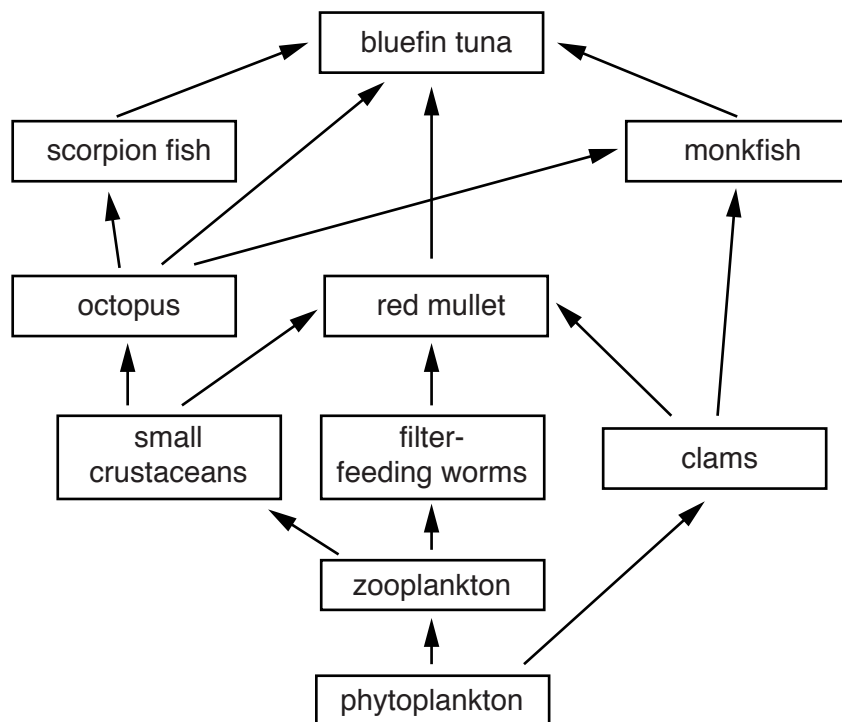 bluefin tuna
scorpion fish
monkfish
octopus
red mullet
small
crustaceans
filter-
feeding worms
clams
zooplankton
phytoplankton